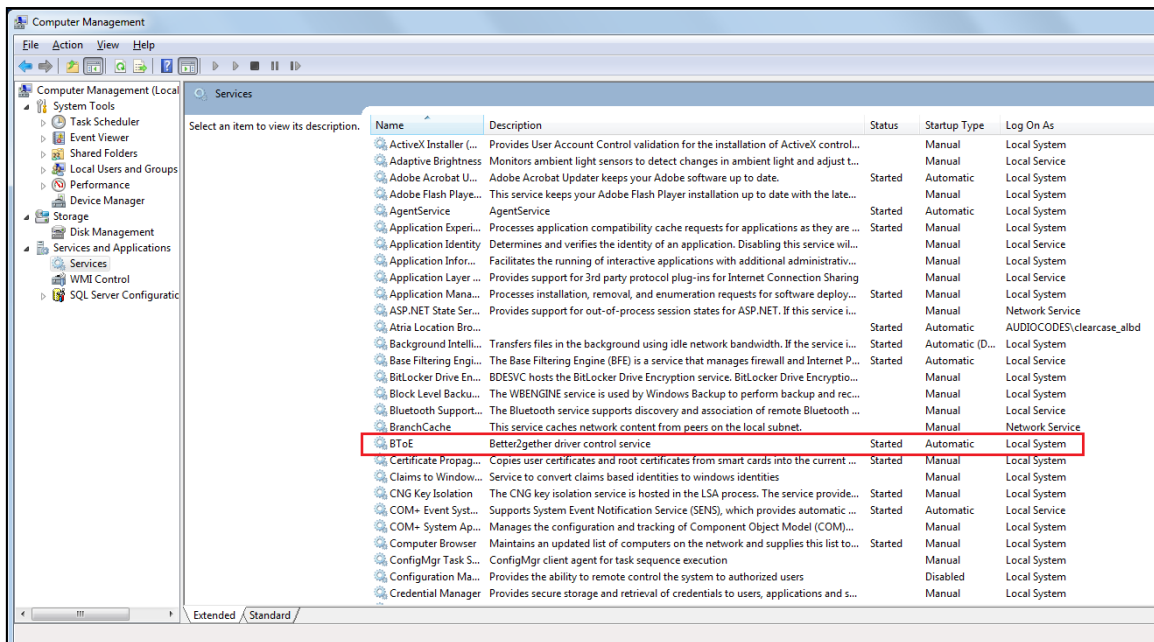 Computer Management
File Action View Help
Computer Management (Local
System Tools
Task Scheduler
Event Viewer
Shared Folders
Local Users and Groups
Performance
Device Manager
Storage
Disk Management
Services and Applications
Services
WMI Control
SQL Server Configuratic
Services
Select an item to view its description.
Name Description Status Startup Type Log On As
ActiveX Installer (... Provides User Account Control validation for the installation of ActiveX control... Manual Local System
Adaptive Brightness Monitors ambient light sensors to detect changes in ambient light and adjust t... Manual Local Service
Adobe Acrobat U... Adobe Acrobat Updater keeps your Adobe software up to date. Started Automatic Local System
Adobe Flash Playe... This service keeps your Adobe Flash Player installation up to date with the late... Manual Local System
AgentService AgentService Started Automatic Local System
Application Experi... Processes application compatibility cache requests for applications as they are ... Started Manual Local System
Application Identity Determines and verifies the identity of an application. Disabling this service wil... Manual Local Service
Application Infor... Facilitates the running of interactive applications with additional administrativ... Manual Local System
Application Layer ... Provides support for 3rd party protocol plug-ins for Internet Connection Sharing Manual Local Service
Application Mana... Processes installation, removal, and enumeration requests for software deploy... Started Manual Local System
ASP.NET State Ser... Provides support for out-of-process session states for ASP.NET. If this service i... Manual Network Service
Atria Location Bro... Started Automatic AUDIOCODES\clearcase_albd
Background Intelli... Transfers files in the background using idle network bandwidth. If the service i... Started Automatic (D... Local System
Base Filtering Engi... The Base Filtering Engine (BFE) is a service that manages firewall and Internet P... Started Automatic Local Service
BitLocker Drive En... BDESVC hosts the BitLocker Drive Encryption service. BitLocker Drive Encryptio... Manual Local System
Block Level Backu... The WBENGINE service is used by Windows Backup to perform backup and rec... Manual Local System
Bluetooth Support... The Bluetooth service supports discovery and association of remote Bluetooth ... Manual Local Service
BranchCache This service caches network content from peers on the local subnet. Manual Network Service
BToE Better2gether driver control service Started Automatic Local System
Certificate Propag... Copies user certificates and root certificates from smart cards into the current ... Started Manual Local System
Claims to Window... Service to convert claims based identities to windows identities Manual Local System
CNG Key Isolation The CNG key isolation service is hosted in the LSA process. The service provide... Started Manual Local System
COM+ Event Syst... Supports System Event Notification Service (SENS), which provides automatic ... Started Automatic Local Service
COM+ System Ap... Manages the configuration and tracking of Component Object Model (COM)... Manual Local System
Computer Browser Maintains an updated list of computers on the network and supplies this list to... Started Manual Local System
ConfigMgr Task S... ConfigMgr client agent for task sequence execution Manual Local System
Configuration Ma... Provides the ability to remote control the system to authorized users Disabled Local System
Credential Manager Provides secure storage and retrieval of credentials to users, applications and s... Manual Local System
Extended Standard